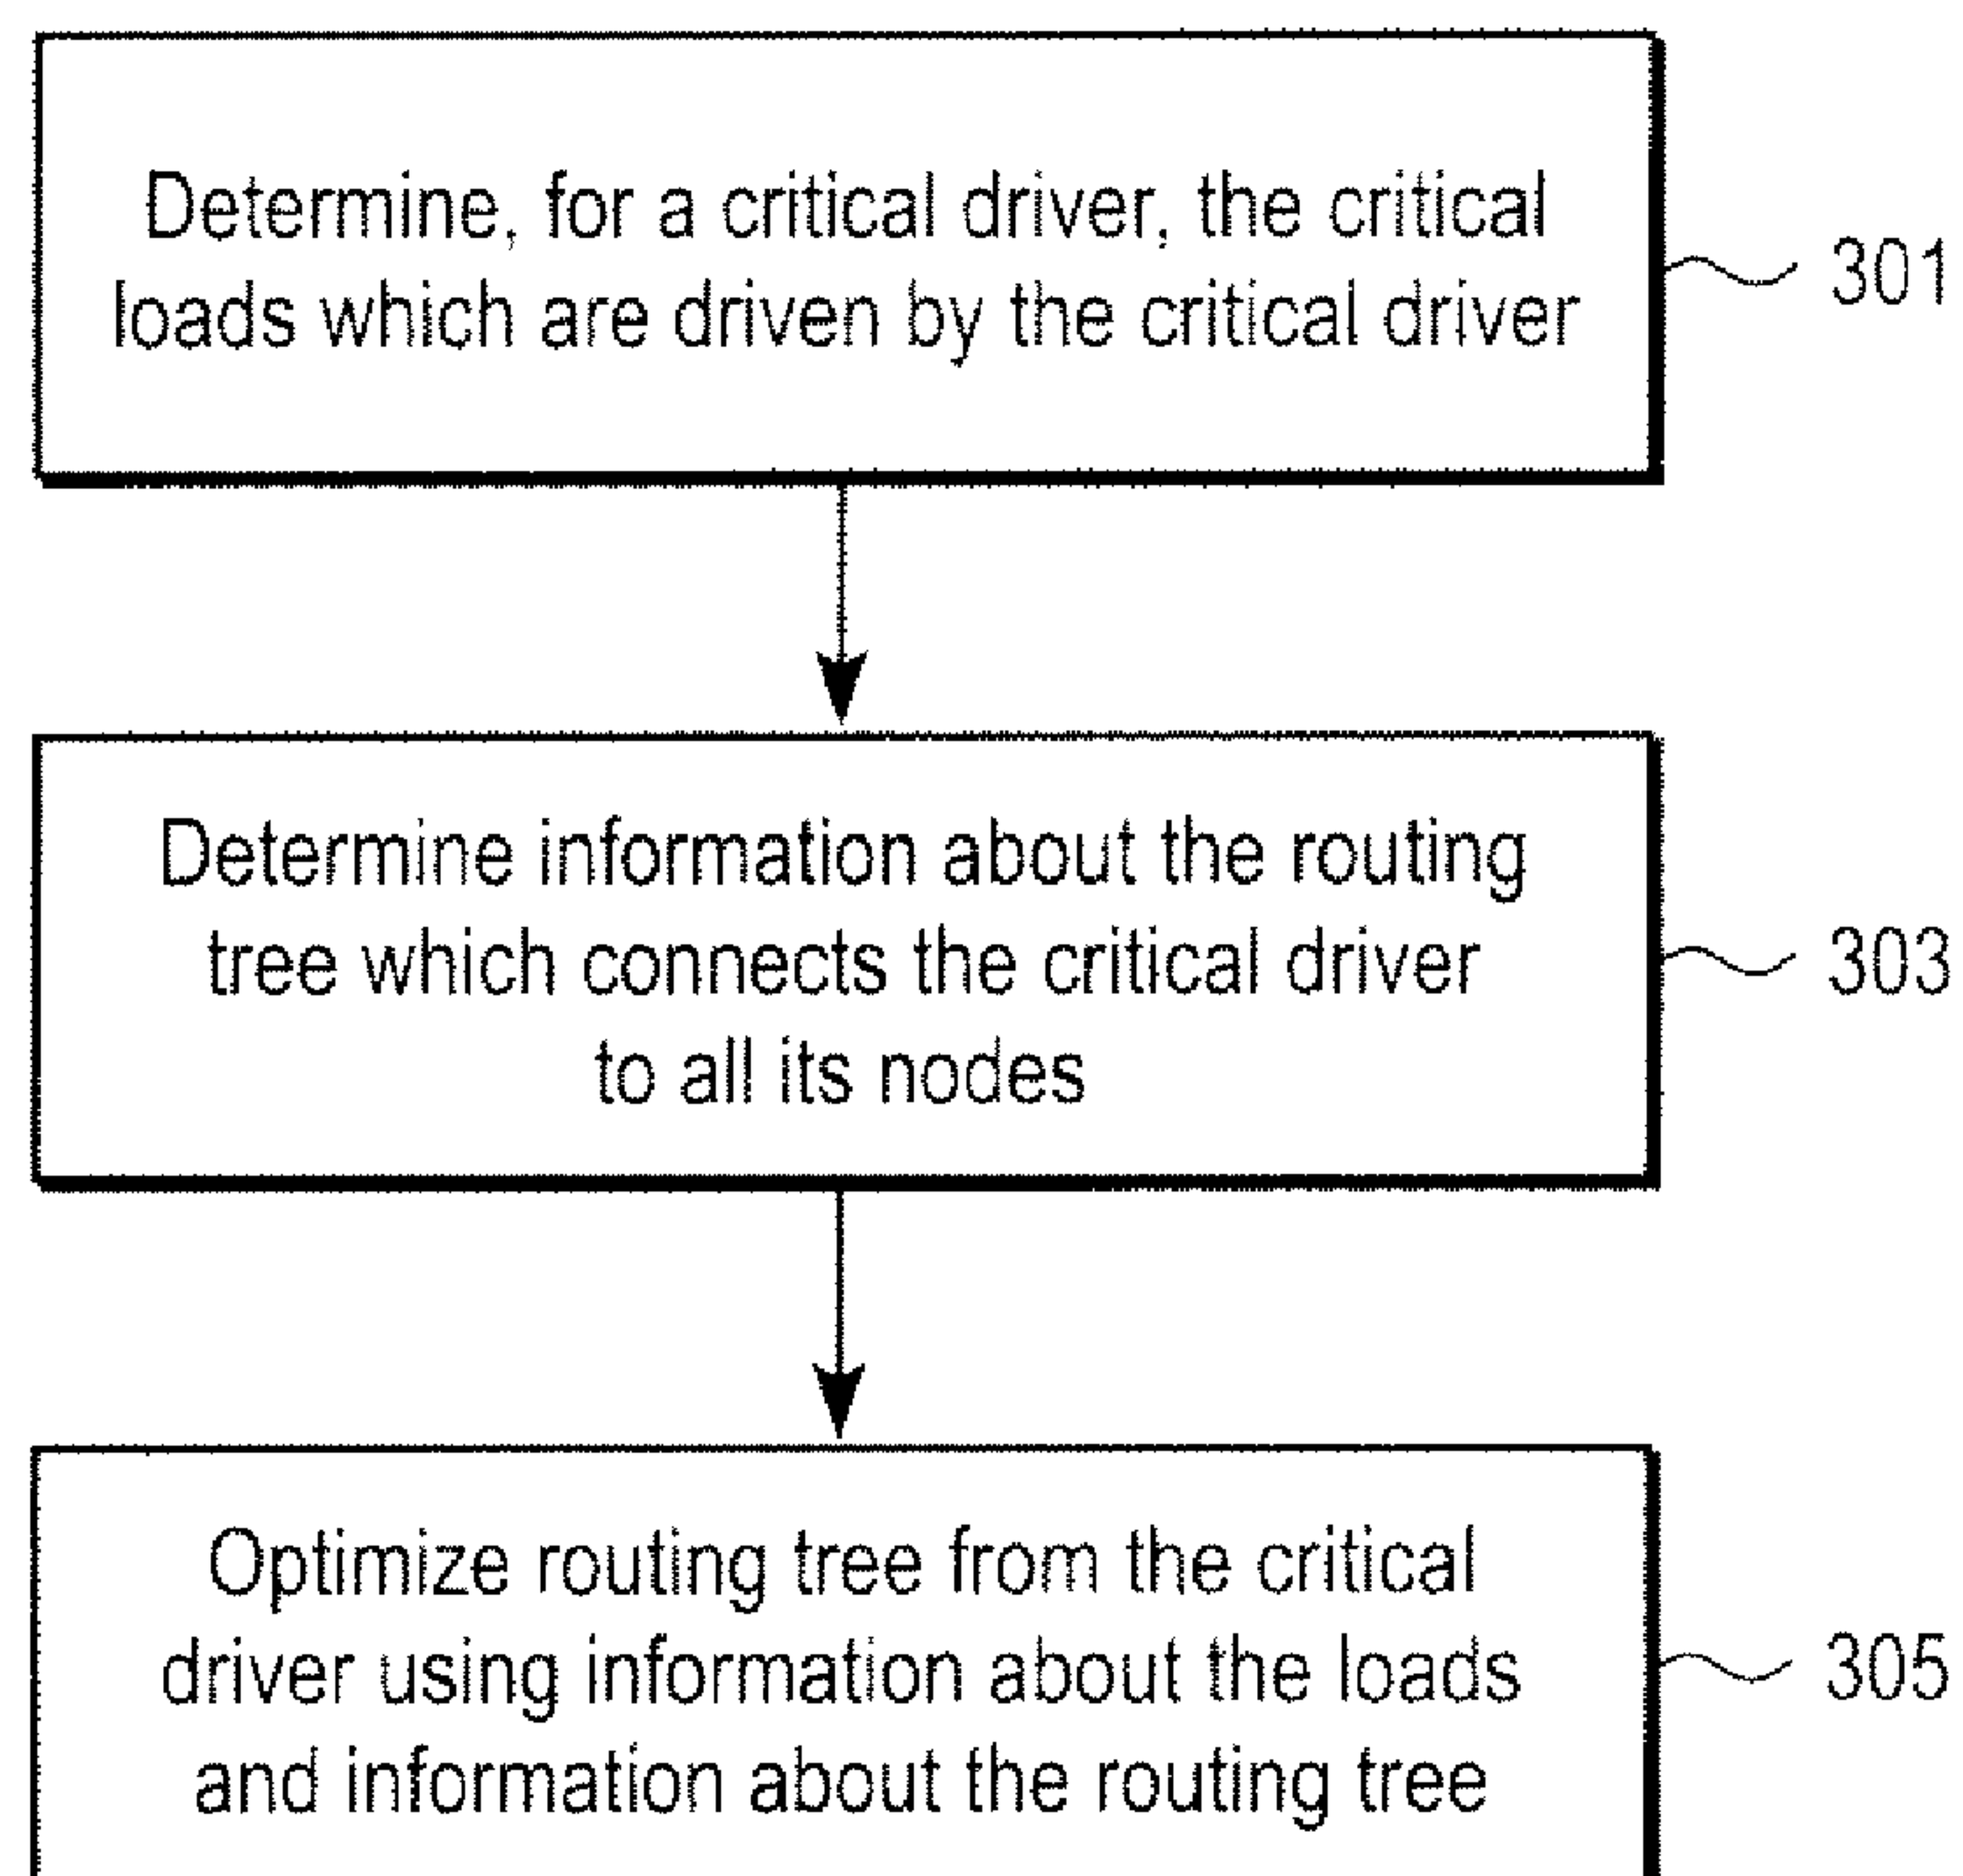 Determine, for a critical driver, the critical
loads which are driven by the critical driver
301
Determine information about the routing
tree which connects the critical driver
to all its nodes
303
Optimize routing tree from the critical
driver using information about the loads
and information about the routing tree
305